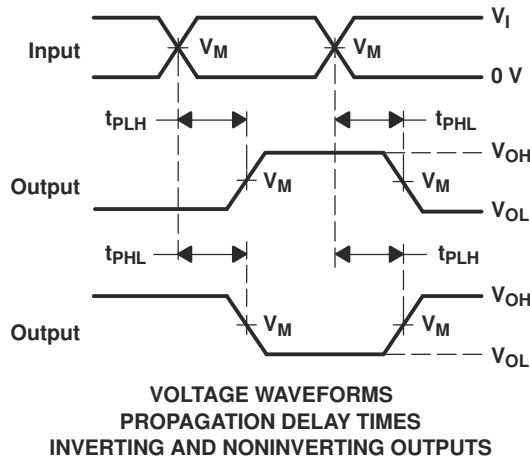 V_I
Input V_M V_M
0 V
t_PLH t_PHL
V_OH
Output V_M V_M
V_OL
t_PHL t_PLH
V_OH
Output V_M V_M
V_OL
VOLTAGE WAVEFORMS
PROPAGATION DELAY TIMES
INVERTING AND NONINVERTING OUTPUTS